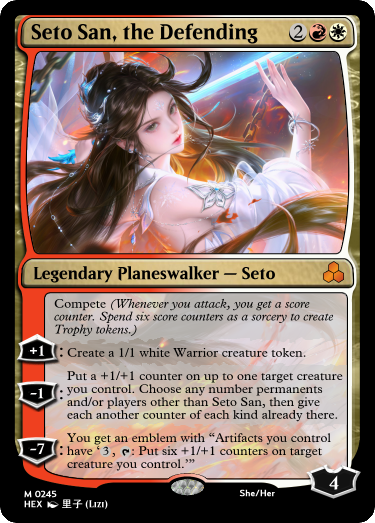 Seto San, the Defending 2
Legendary Planeswalker — Seto
Compete (Whenever you attack, you get a score
counter. Spend six score counters as a sorcery to create
Trophy tokens.)
+1: Create a 1/1 white Warrior creature token.
Put a +1/+1 counter on up to one target creature
-1: you control. Choose any number permanents
and/or players other than Seto San, then give
each another counter of each kind already there.
You get an emblem with “Artifacts you control
-7: have ‘3, : Put six +1/+1 counters on target
creature you control.’”
4
M 0245
She/Her
HEX 里子 (Lizi)